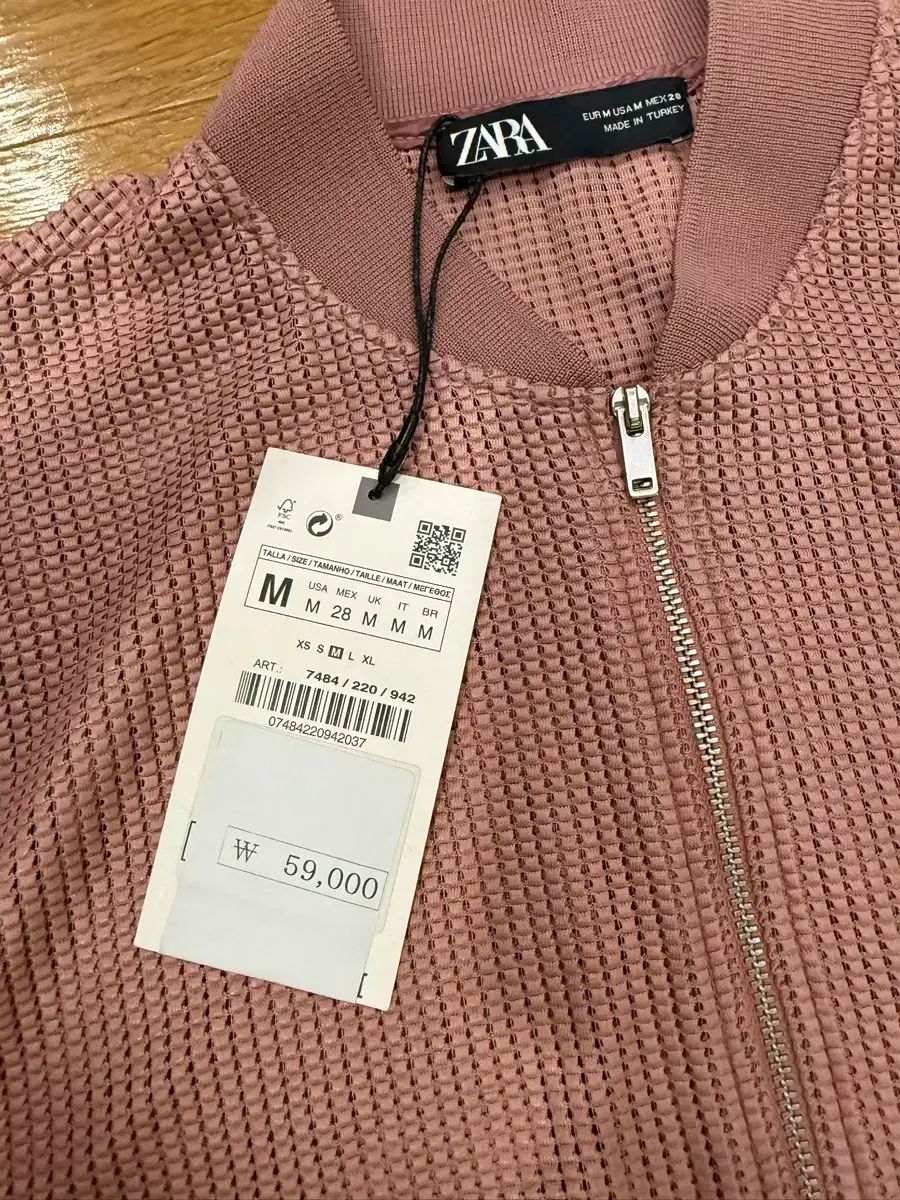 ZARA
EUR M USA M MEX 28
MADE IN TURKEY
FSC
®
TALLA / SIZE / TAMANHO / TAILLE / MAAT / ΜΕΓΕΘΟΣ
M
USA MEX UK IT BR
M 28 M M M
XS S M L XL
ART.: 7484 / 220 / 942
07484220942037
₩ 59,000